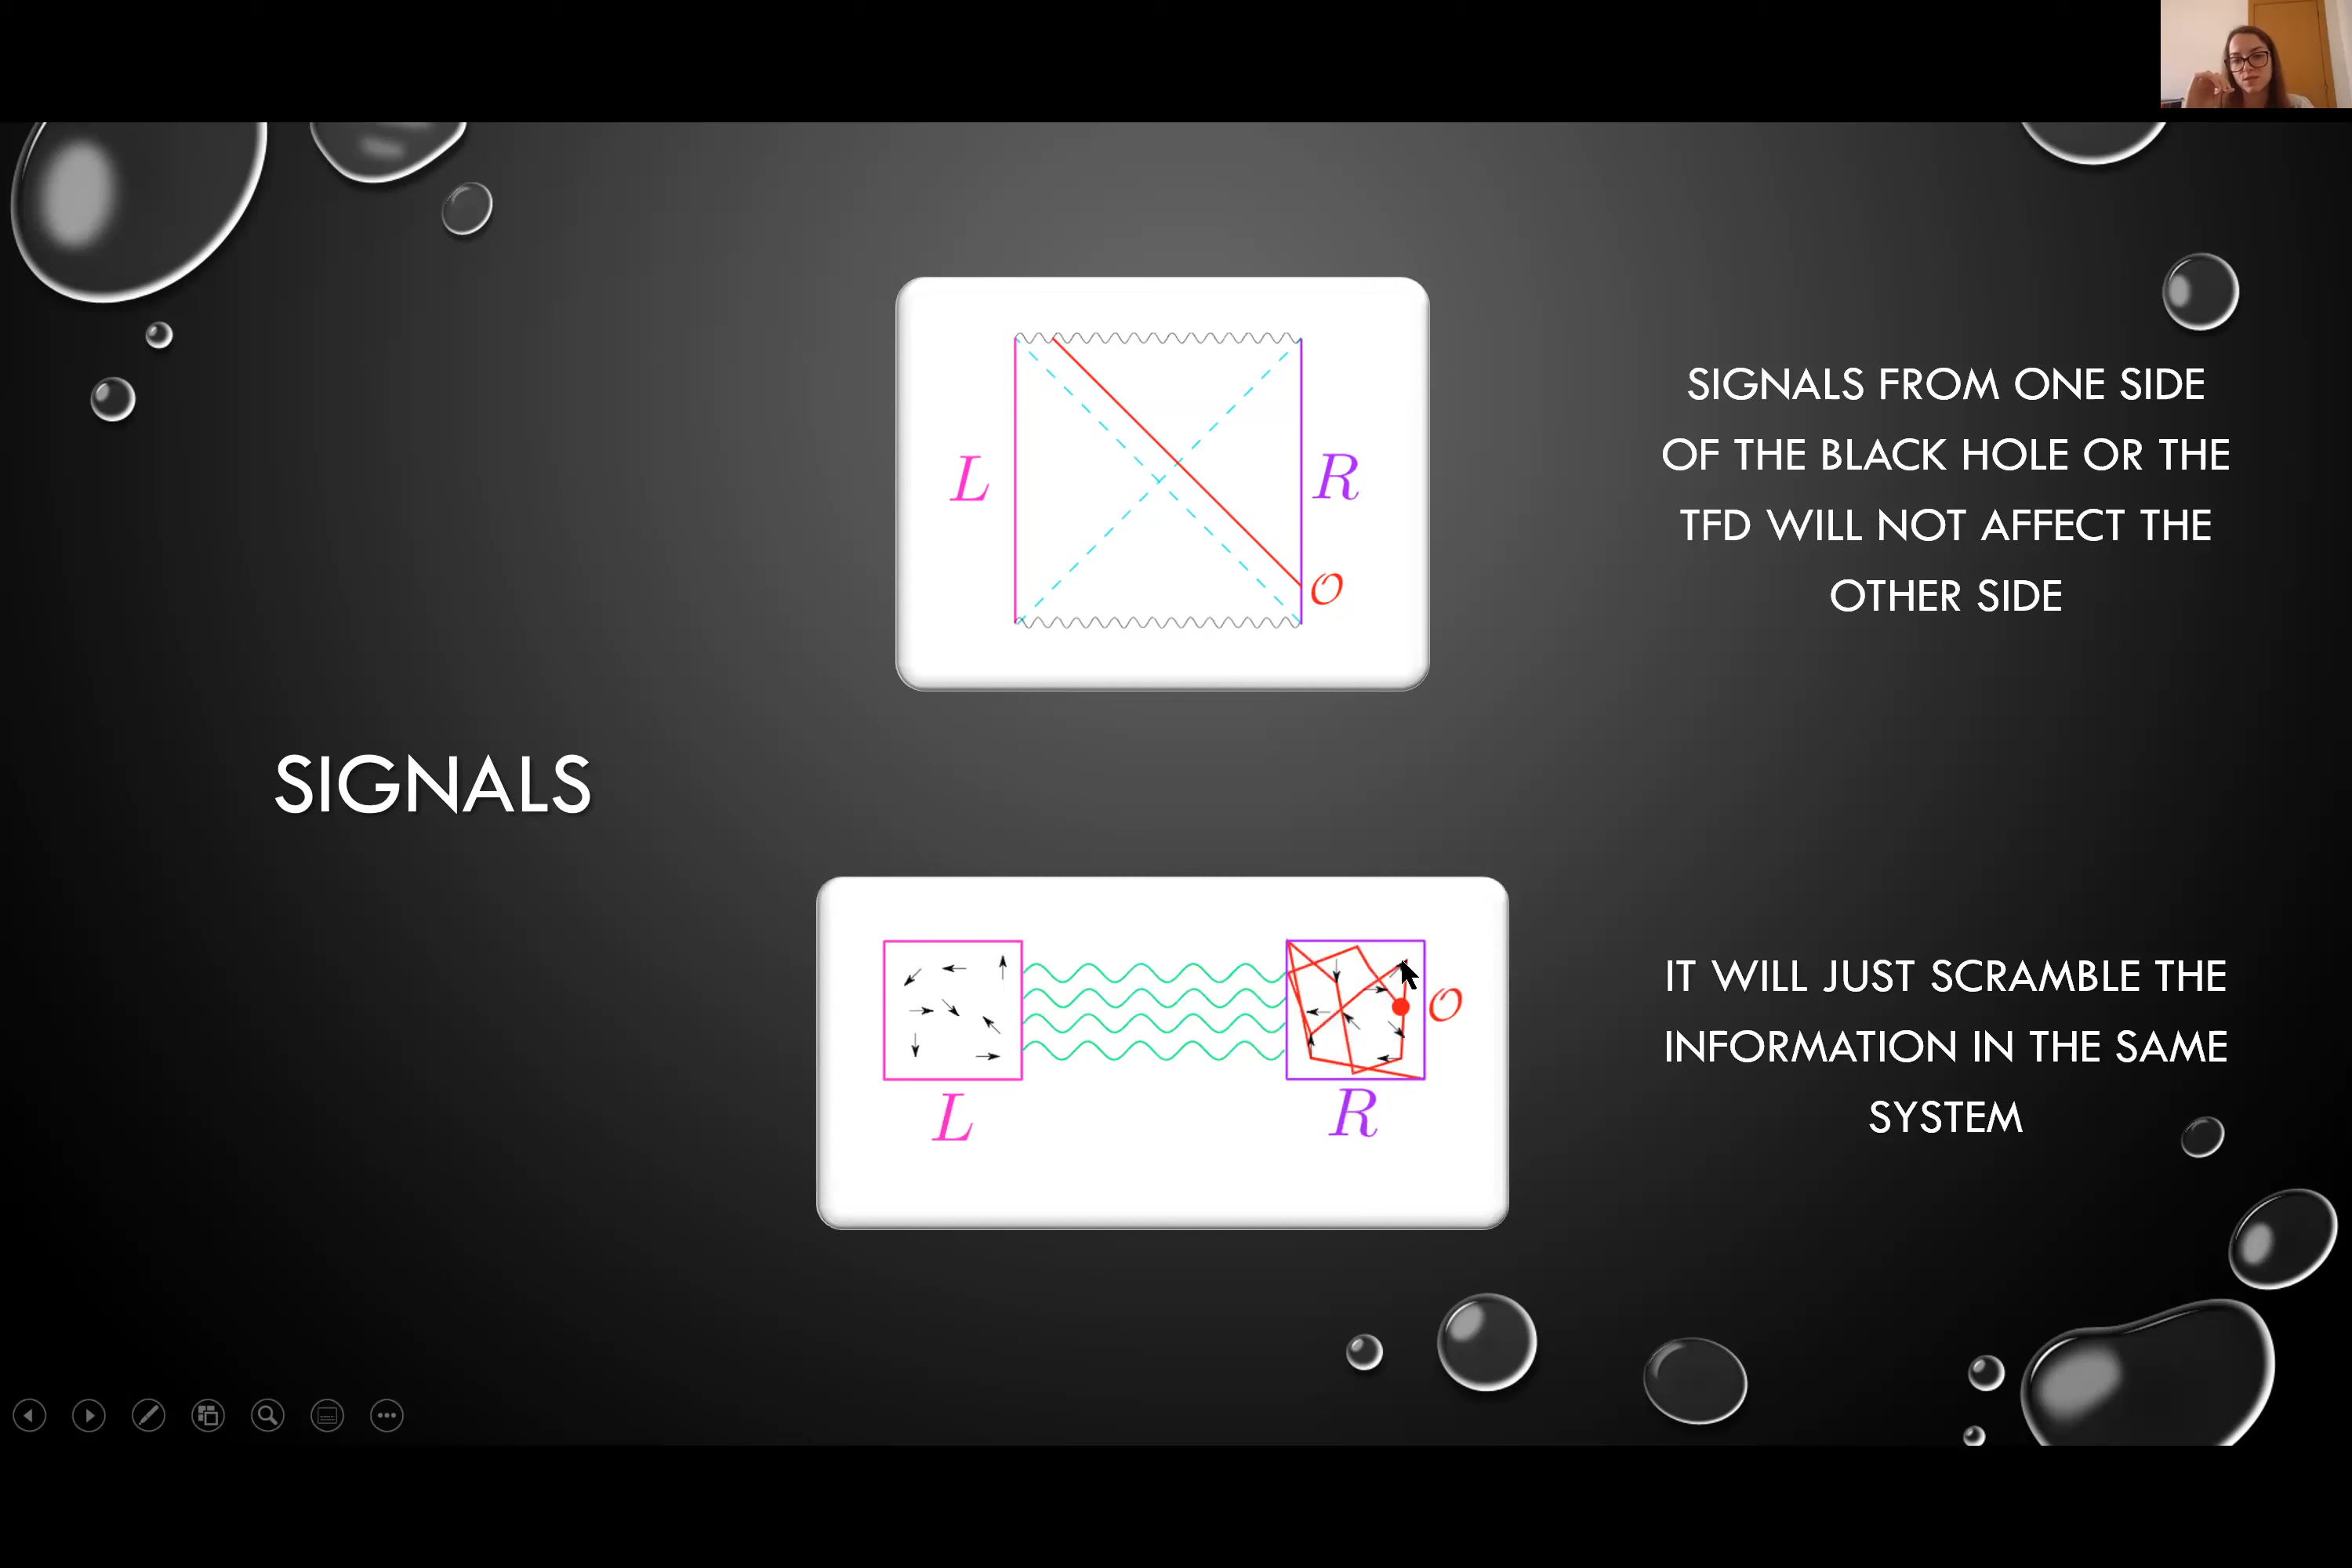 SIGNALS
L
R
𝒪
SIGNALS FROM ONE SIDE
OF THE BLACK HOLE OR THE
TFD WILL NOT AFFECT THE
OTHER SIDE
𝒪
L
R
IT WILL JUST SCRAMBLE THE
INFORMATION IN THE SAME
SYSTEM